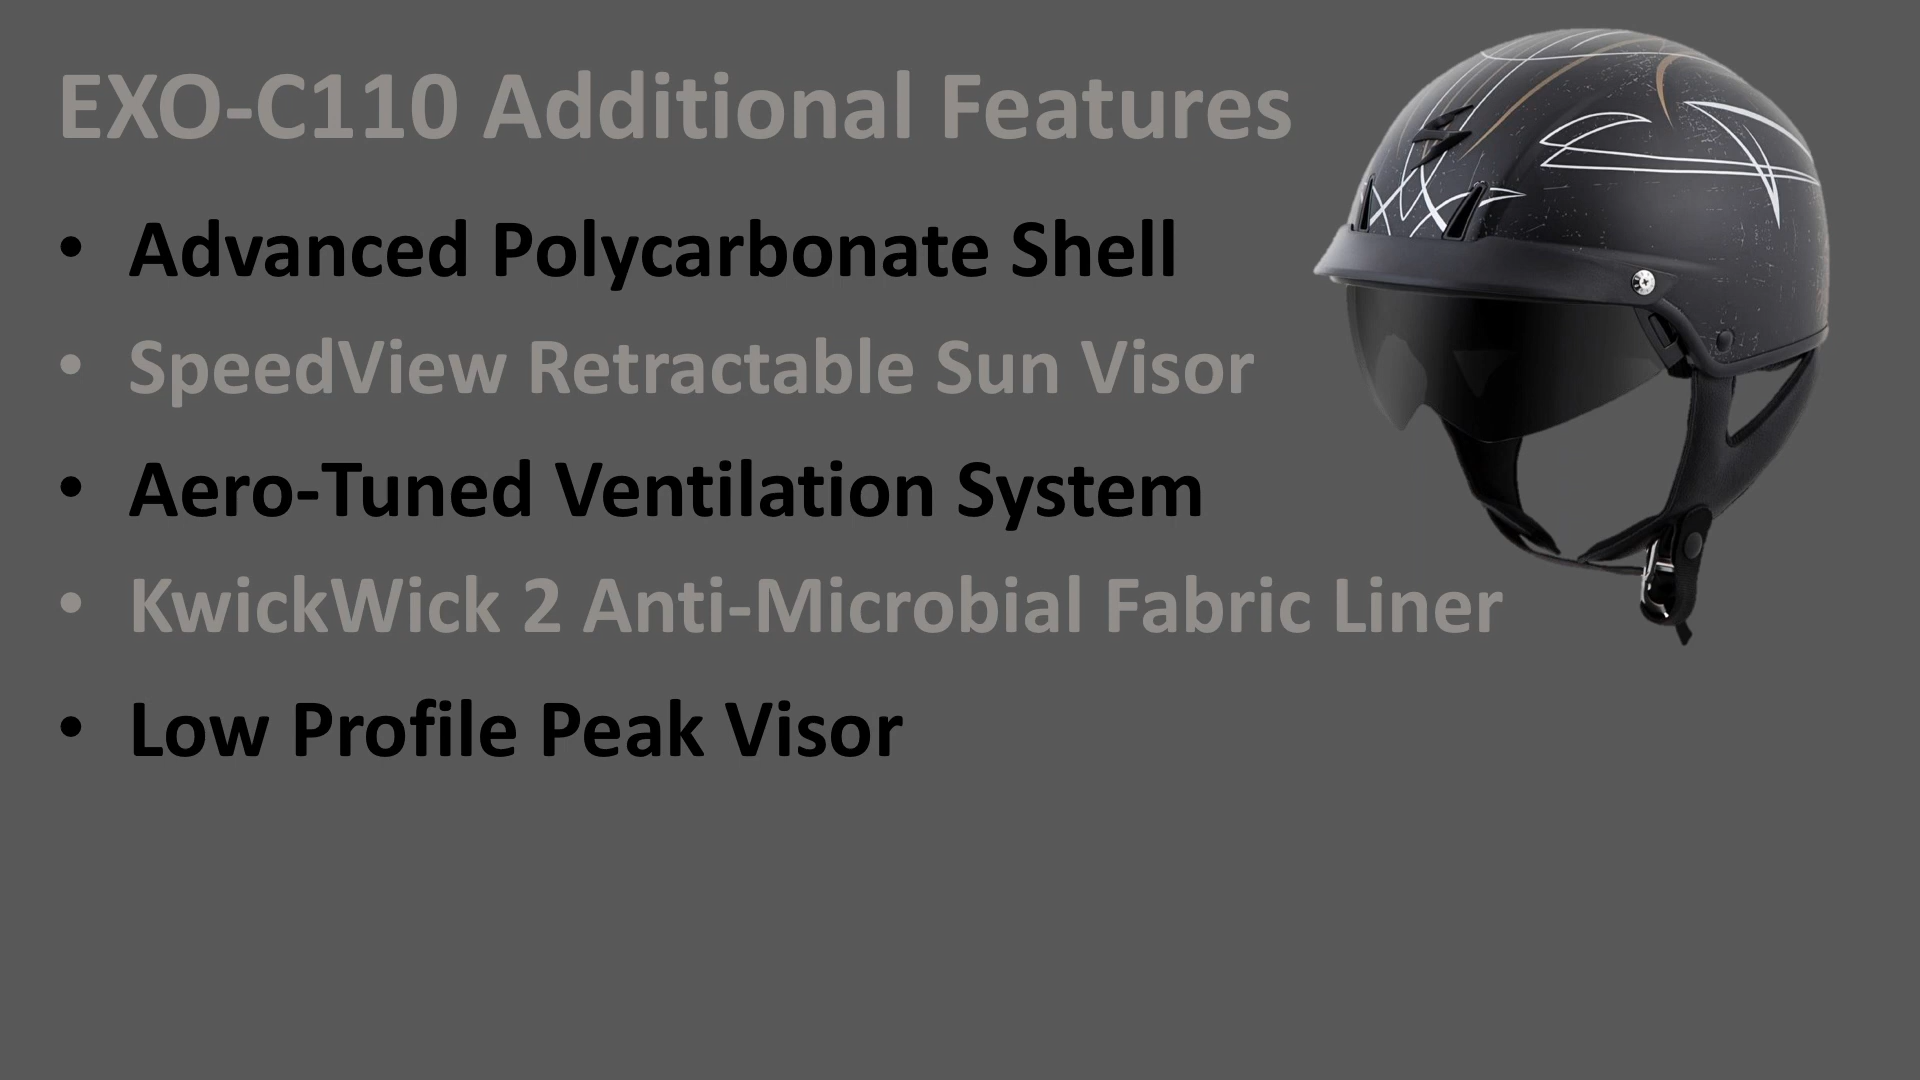 EXO-C110 Additional Features
• Advanced Polycarbonate Shell
• SpeedView Retractable Sun Visor
• Aero-Tuned Ventilation System
• KwickWick 2 Anti-Microbial Fabric Liner
• Low Profile Peak Visor